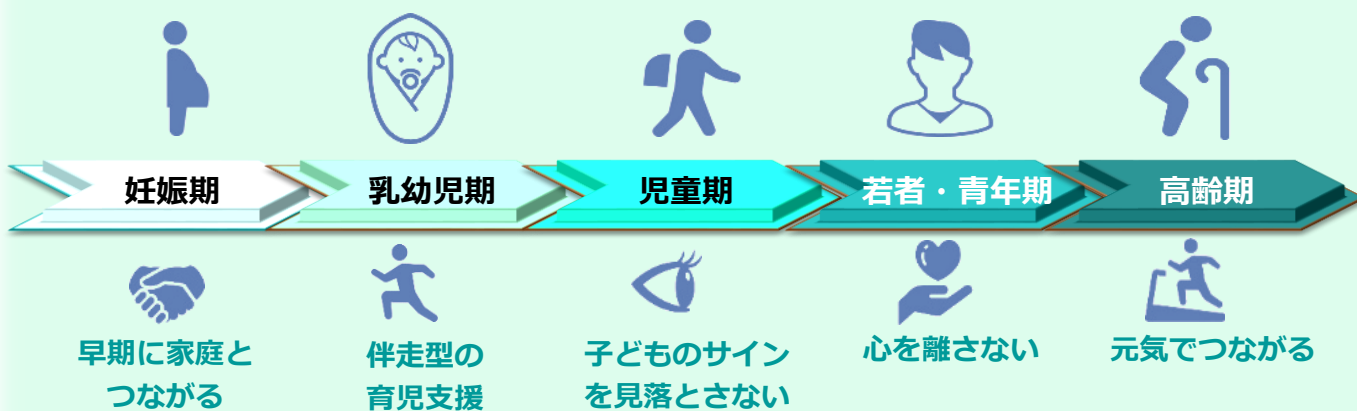 妊娠期
乳幼児期
児童期
若者・青年期
高齢期
早期に家庭と
つながる
伴走型の
育児支援
子どものサイン
を見落とさない
心を離さない
元気でつながる